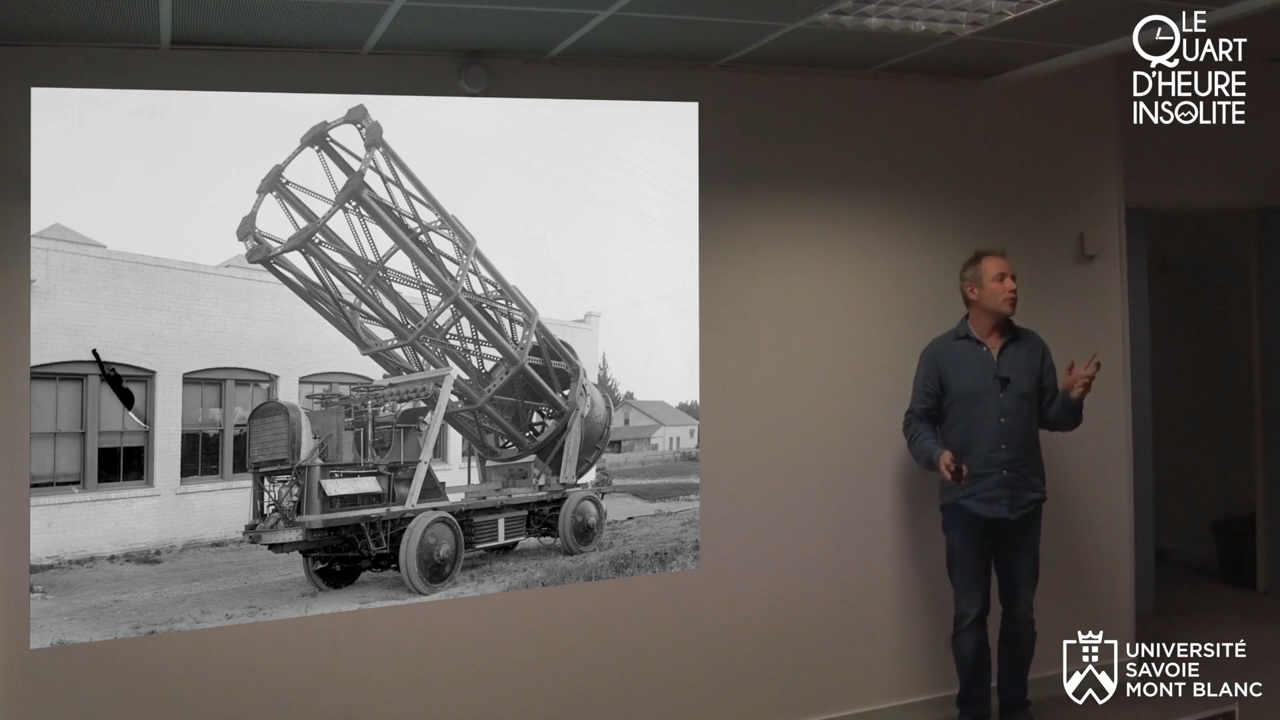 LE
QUART
D'HEURE
INSOLITE
UNIVERSITÉ
SAVOIE
MONT BLANC